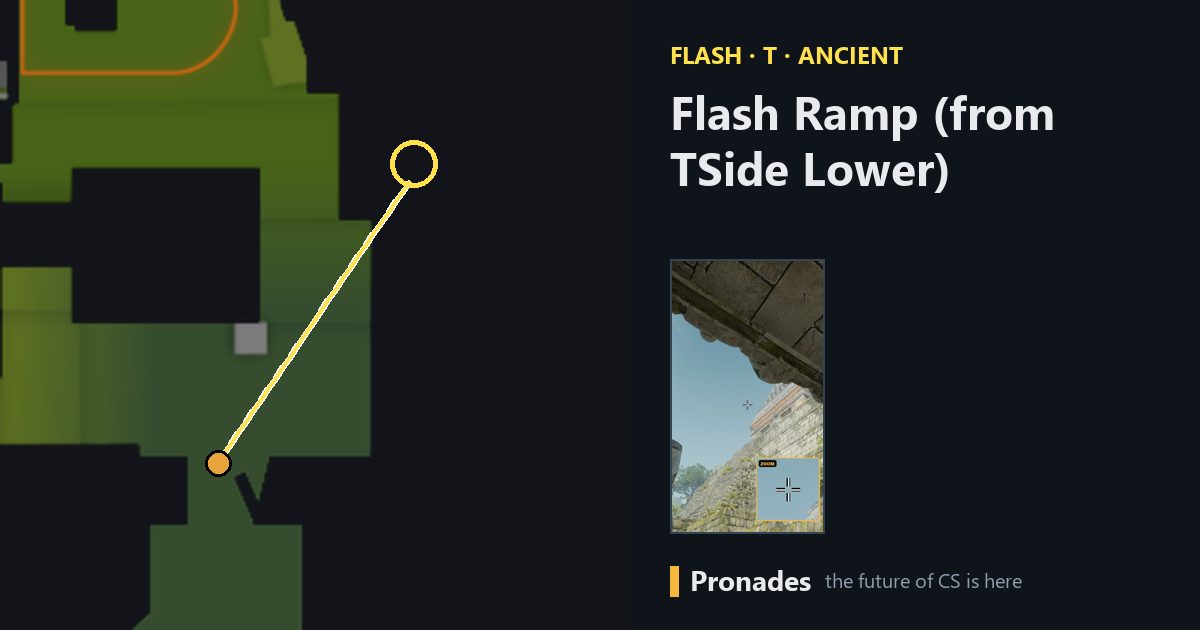 FLASH · T · ANCIENT
Flash Ramp (from
TSide Lower)
ZOOM
Pronades the future of CS is here